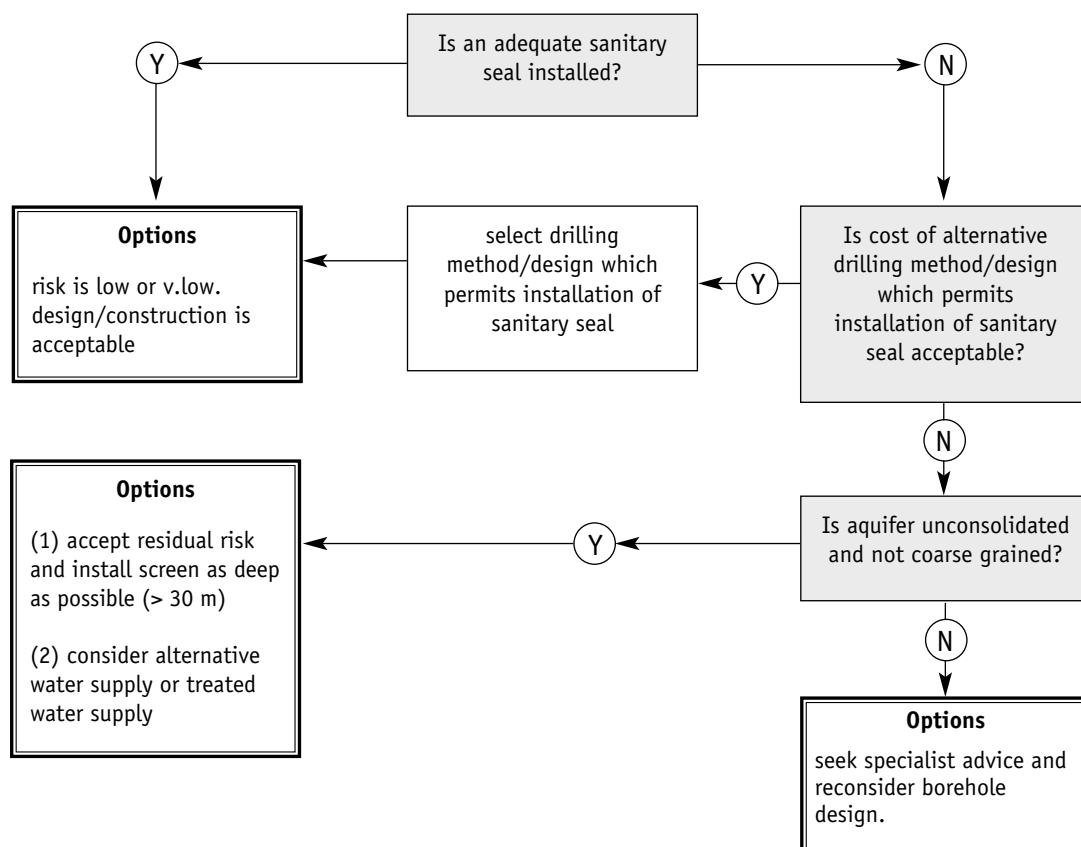 Is an adequate sanitary
seal installed?
Y
N
Options
risk is low or v.low.
design/construction is
acceptable
select drilling
method/design which
permits installation of
sanitary seal
Y
Is cost of alternative
drilling method/design
which permits
installation of sanitary
seal acceptable?
N
Options
(1) accept residual risk
and install screen as deep
as possible (> 30 m)
(2) consider alternative
water supply or treated
water supply
Y
Is aquifer unconsolidated
and not coarse grained?
N
Options
seek specialist advice and
reconsider borehole
design.